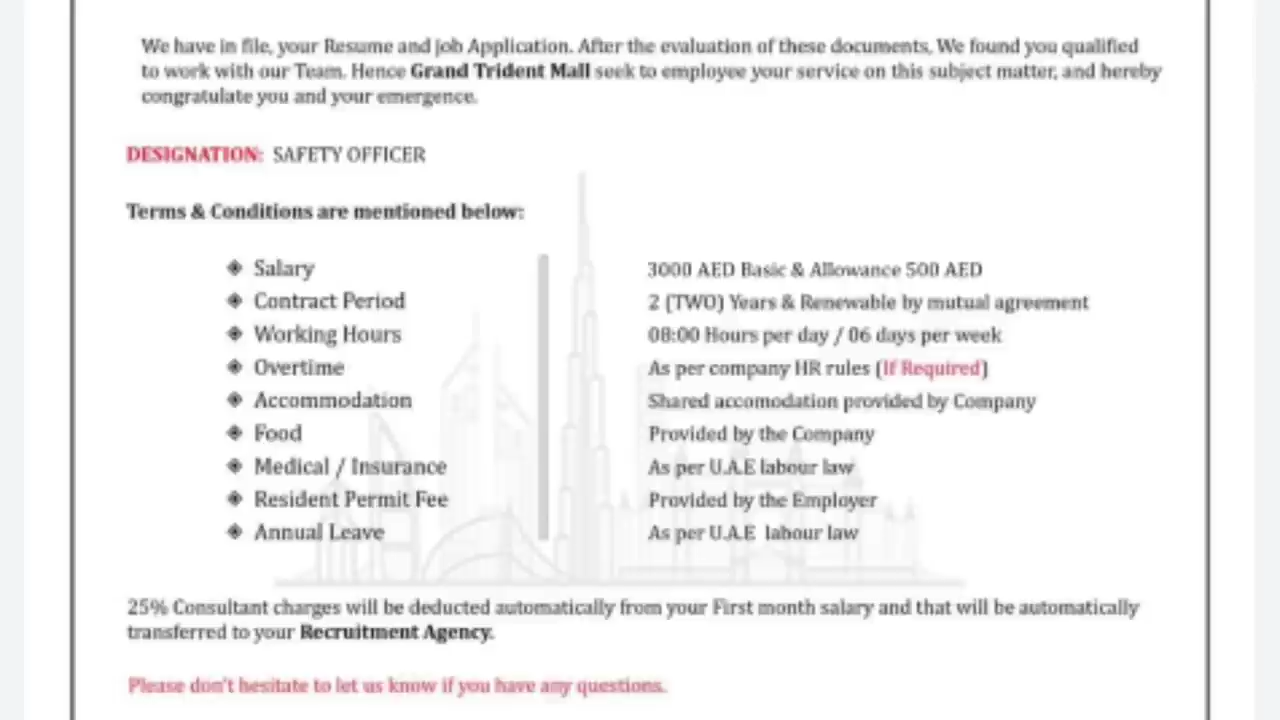 We have in file, your Resume and job Application. After the evaluation of these documents, We found you qualified
to work with our Team. Hence Grand Trident Mall seek to employee your service on this subject matter, and hereby
congratulate you and your emergence.
DESIGNATION: SAFETY OFFICER
Terms & Conditions are mentioned below:
❖ Salary 3000 AED Basic & Allowance 500 AED
❖ Contract Period 2 (TWO) Years & Renewable by mutual agreement
❖ Working Hours 08:00 Hours per day / 06 days per week
❖ Overtime As per company HR rules (If Required)
❖ Accommodation Shared accomodation provided by Company
❖ Food Provided by the Company
❖ Medical / Insurance As per U.A.E labour law
❖ Resident Permit Fee Provided by the Employer
❖ Annual Leave As per U.A.E labour law
25% Consultant charges will be deducted automatically from your First month salary and that will be automatically
transferred to your Recruitment Agency.
Please don't hesitate to let us know if you have any questions.